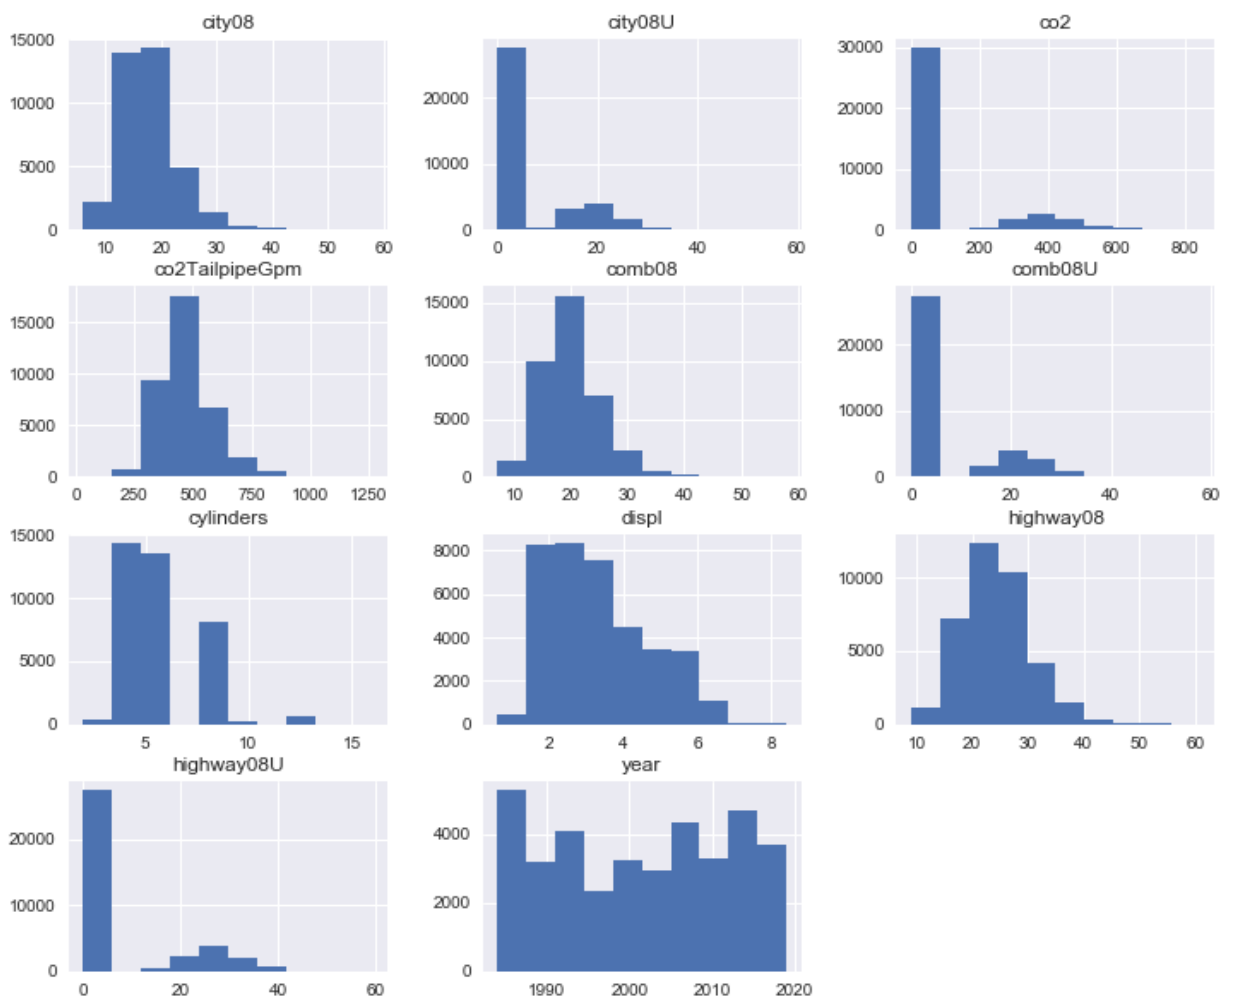 city08
15000
10000
5000
0
10 20 30 40 50 60
city08U
20000
10000
0
0 20 40 60
co2
30000
20000
10000
0
0 200 400 600 800
co2TailpipeGpm
15000
10000
5000
0
0 250 500 750 1000 1250
comb08
15000
10000
5000
0
10 20 30 40 50 60
comb08U
20000
10000
0
0 20 40 60
cylinders
15000
10000
5000
0
5 10 15
displ
8000
6000
4000
2000
0
2 4 6 8
highway08
10000
5000
0
10 20 30 40 50 60
highway08U
20000
10000
0
0 20 40 60
year
4000
2000
0
1990 2000 2010 2020